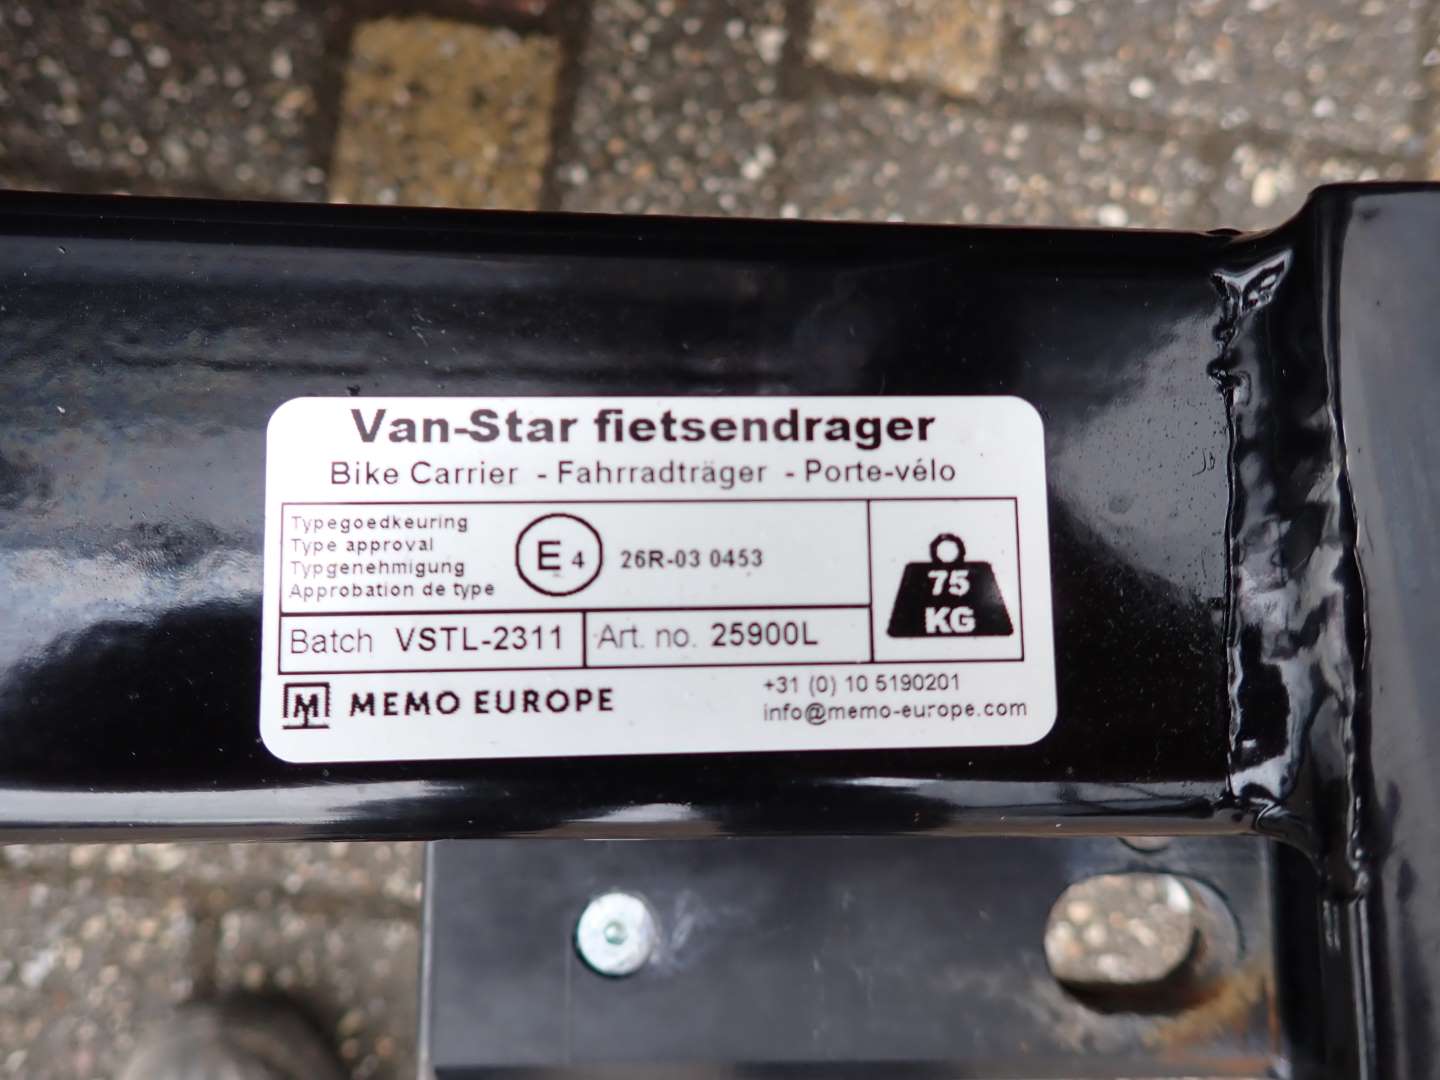 Van-Star fietsendrager
Bike Carrier - Fahrradträger - Porte-vélo
Typegoedkeuring
Type approval
Typgenehmigung
Approbation de type
E 4
26R-03 0453
75
KG
Batch VSTL-2311
Art. no. 25900L
M MEMO EUROPE
+31 (0) 10 5190201
info@memo-europe.com